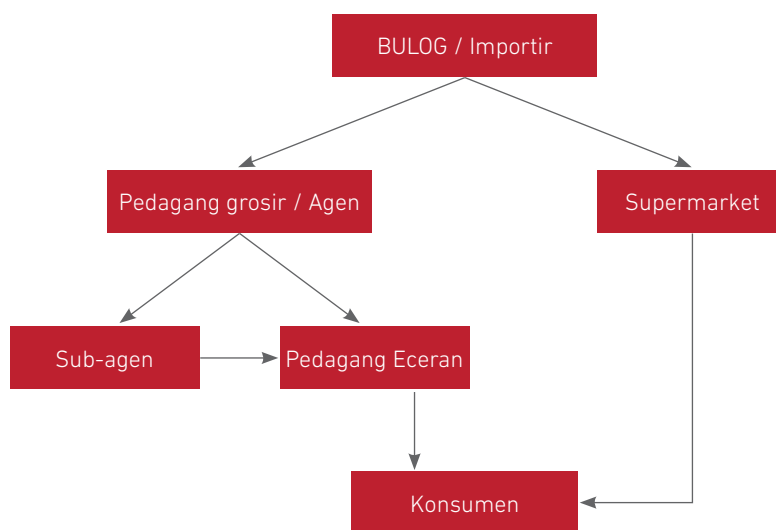 BULOG / Importir
Pedagang grosir / Agen
Supermarket
Sub-agen
Pedagang Eceran
Konsumen